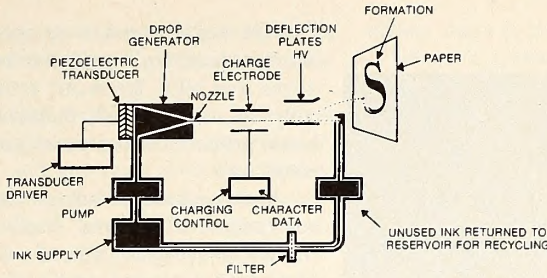 FORMATION
DROP
GENERATOR
DEFLECTION
PLATES
HV
PIEZOELECTRIC
TRANSDUCER
CHARGE
ELECTRODE
PAPER
NOZZLE
S
TRANSDUCER
DRIVER
PUMP
CHARGING
CONTROL
CHARACTER
DATA
UNUSED INK RETURNED TO
RESERVOIR FOR RECYCLING
INK SUPPLY
FILTER